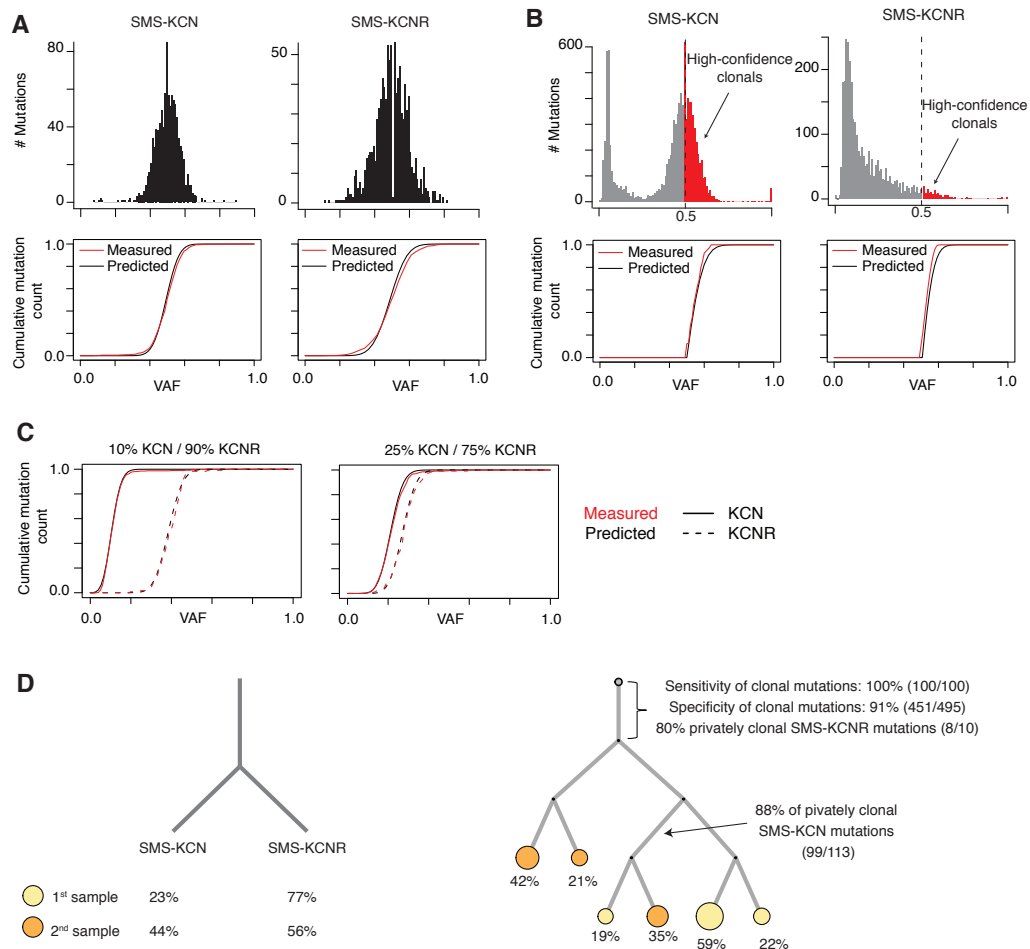 A
SMS-KCN
SMS-KCNR
# Mutations
80
40
0
50
0
Cumulative mutation
count
1.0
0.0
Measured
Predicted
Measured
Predicted
0.0
VAF
1.0
0.0
VAF
1.0
B
SMS-KCN
SMS-KCNR
# Mutations
600
0
High-confidence
clonals
0.5
200
100
0
High-confidence
clonals
0.5
Cumulative mutation
count
1.0
0.0
Measured
Predicted
Measured
Predicted
0.0
VAF
1.0
0.0
VAF
1.0
C
10% KCN / 90% KCNR
25% KCN / 75% KCNR
Cumulative mutation
count
1.0
0.0
0.0
VAF
1.0
0.0
VAF
1.0
Measured
KCN
Predicted
KCNR
D
SMS-KCN
SMS-KCNR
1st sample
23%
77%
2nd sample
44%
56%
Sensitivity of clonal mutations: 100% (100/100)
Specificity of clonal mutations: 91% (451/495)
80% privately clonal SMS-KCNR mutations (8/10)
88% of pivately clonal
SMS-KCN mutations
(99/113)
42%
21%
19%
35%
59%
22%